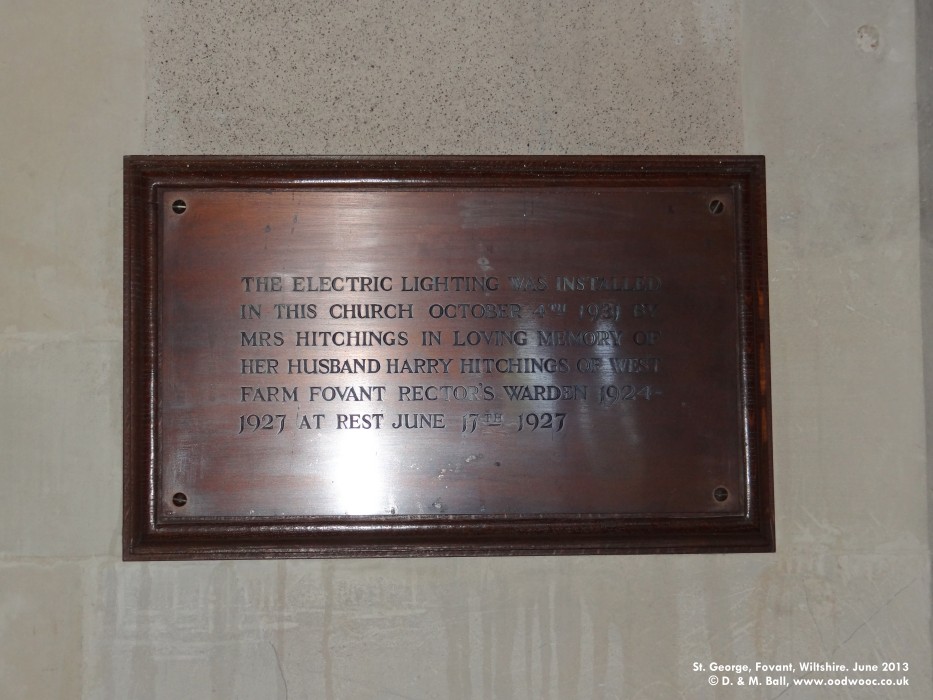 THE ELECTRIC LIGHTING WAS INSTALLED
IN THIS CHURCH OCTOBER 4TH 1931 BY
MRS HITCHINGS IN LOVING MEMORY OF
HER HUSBAND HARRY HITCHINGS OF WEST
FARM FOVANT RECTOR'S WARDEN 1924-
1927 AT REST JUNE 17TH 1927
St. George, Fovant, Wiltshire. June 2013
© D. & M. Ball, www.oodwooc.co.uk